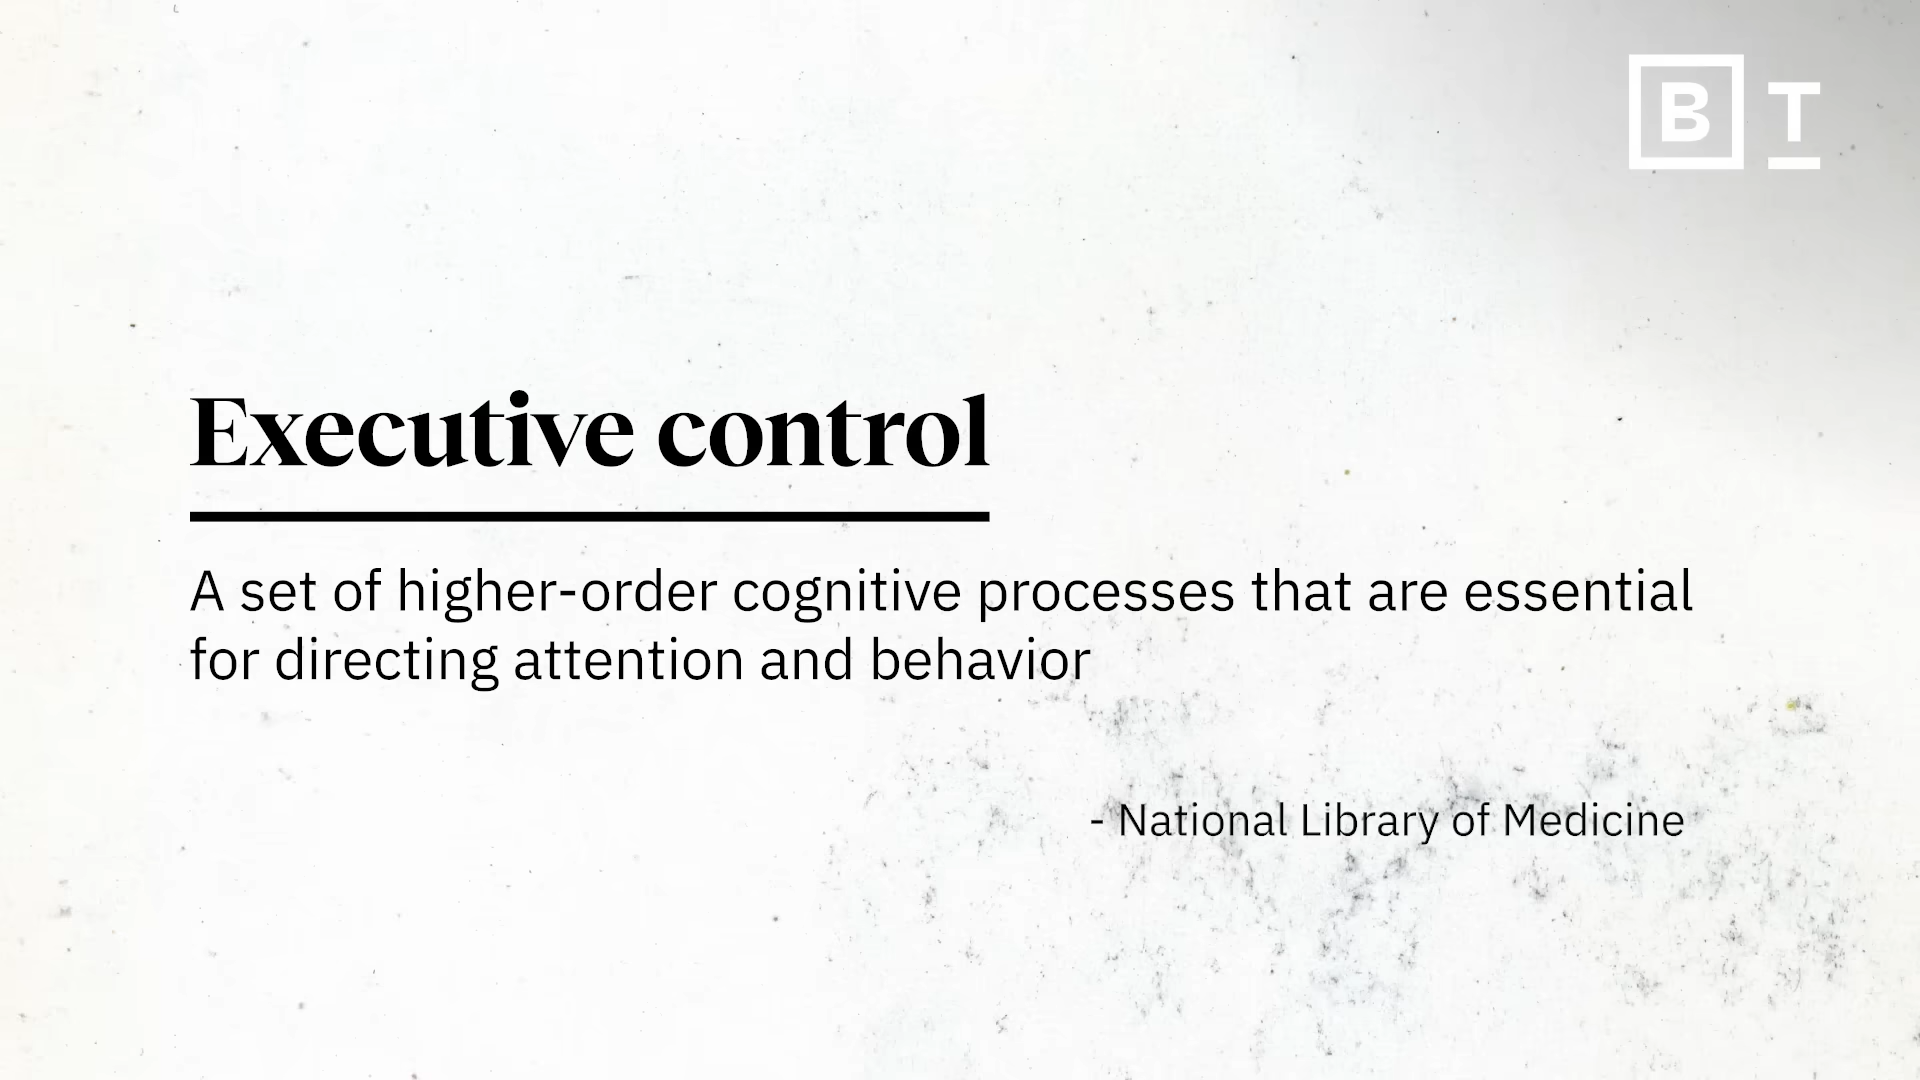 B T
Executive control
A set of higher-order cognitive processes that are essential
for directing attention and behavior
- National Library of Medicine